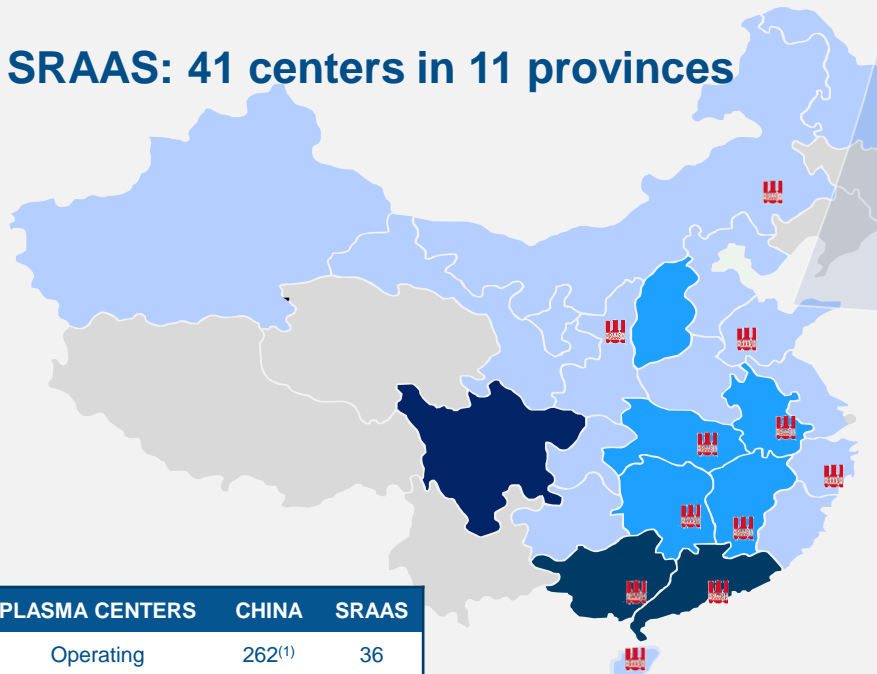 SRAAS: 41 centers in 11 provinces
PLASMA CENTERS CHINA SRAAS
Operating 262(1) 36